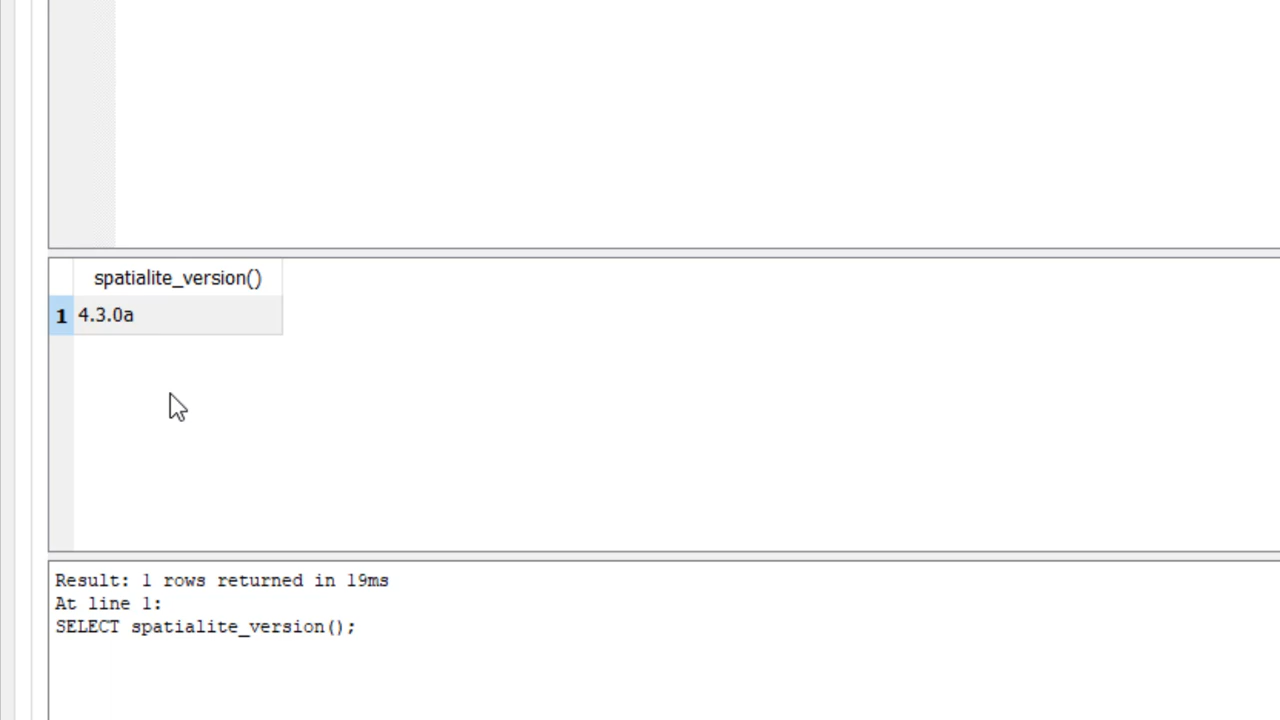 spatialite_version()
1 4.3.0a
Result: 1 rows returned in 19ms
At line 1:
SELECT spatialite_version();